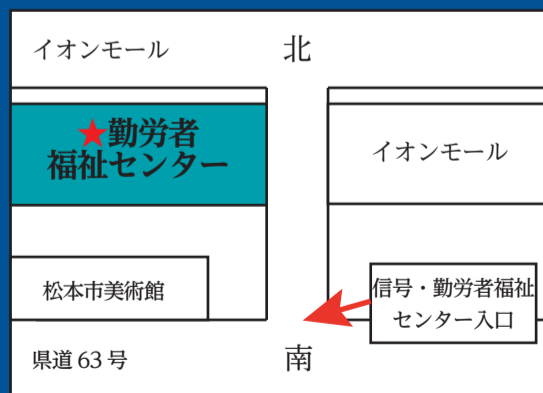 イオンモール
北
★勤労者
福祉センター
イオンモール
松本市美術館
信号・勤労者福祉
センター入口
県道63号
南